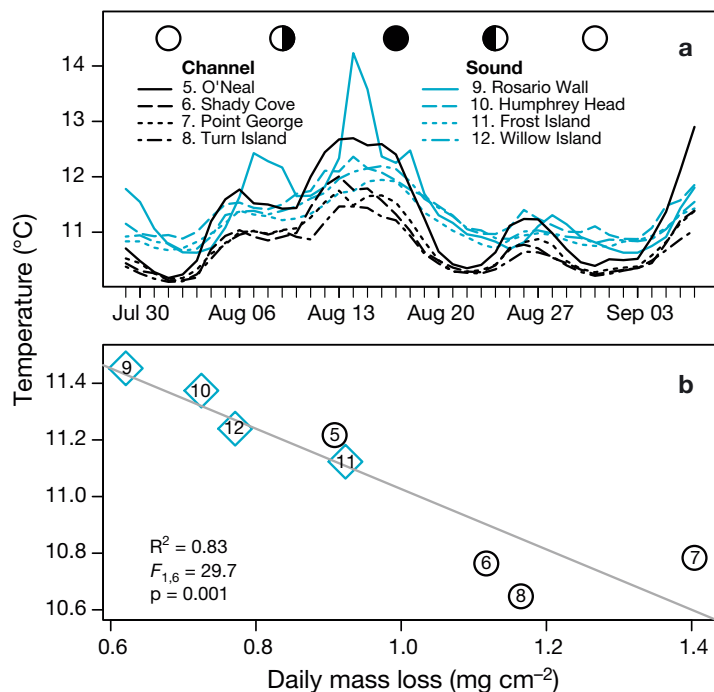 a
Channel
5. O'Neal
6. Shady Cove
7. Point George
8. Turn Island
Sound
9. Rosario Wall
10. Humphrey Head
11. Frost Island
12. Willow Island
14
13
12
11
Jul 30 Aug 06 Aug 13 Aug 20 Aug 27 Sep 03
Temperature (°C)
b
11.4
11.2
11.0
10.8
10.6
9
10
12
5
11
6
8
7
R² = 0.83
F₁,₆ = 29.7
p = 0.001
0.6 0.8 1.0 1.2 1.4
Daily mass loss (mg cm⁻²)